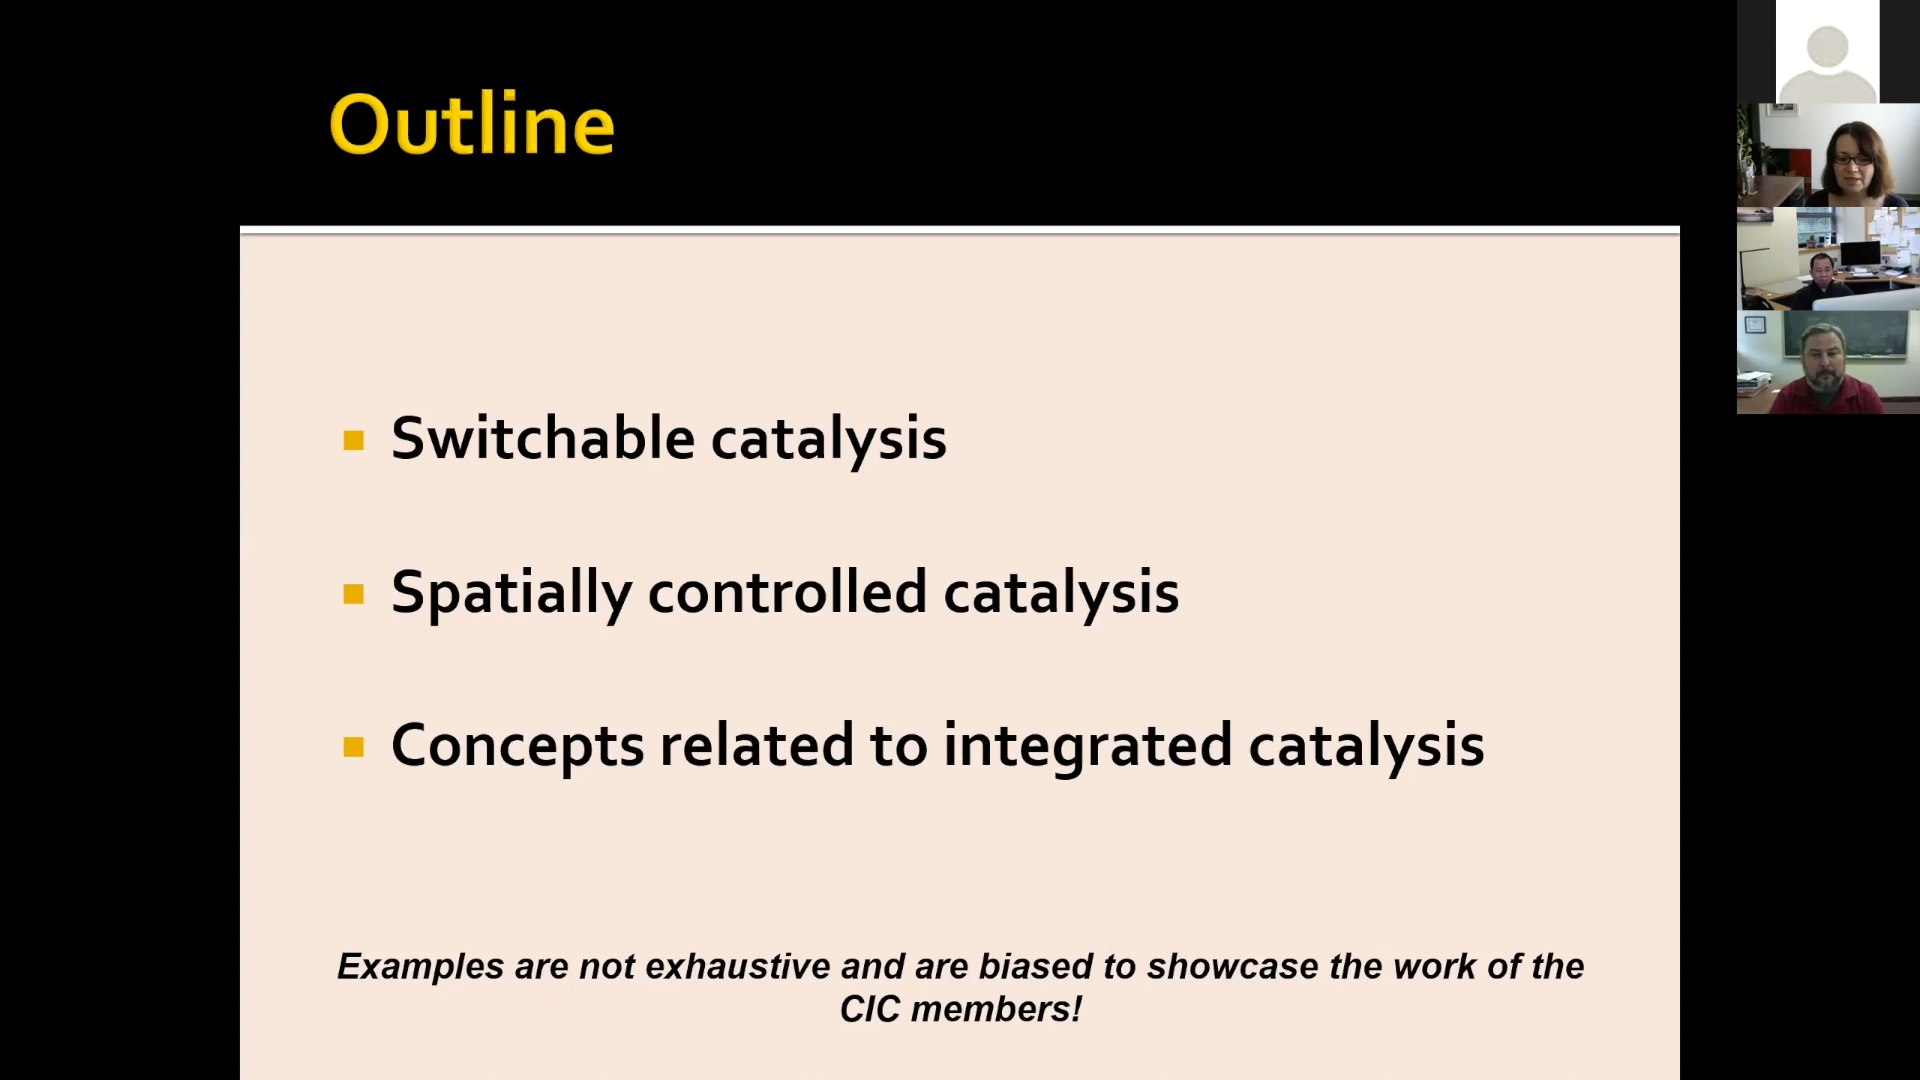 Outline
Switchable catalysis
Spatially controlled catalysis
Concepts related to integrated catalysis
Examples are not exhaustive and are biased to showcase the work of the
CIC members!